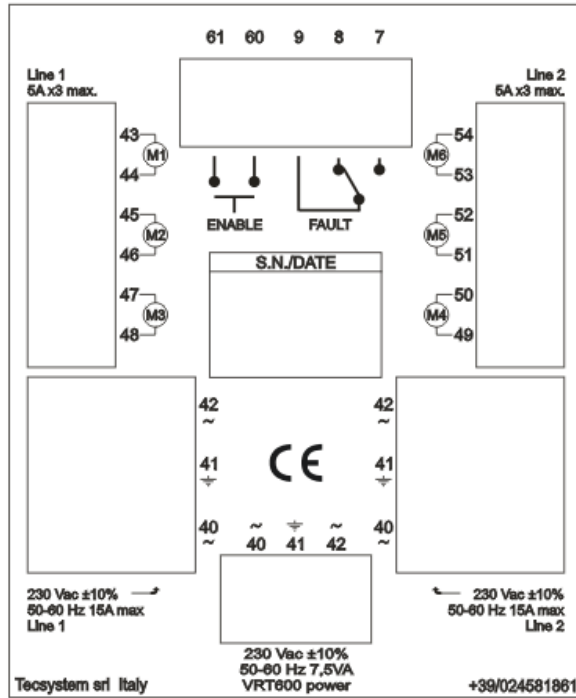 61 60 9 8 7
Line 1
5A x3 max.
Line 2
5A x3 max.
43
M1
44
54
M6
53
ENABLE
FAULT
45
M2
46
52
M5
51
S.N./DATE
47
M3
48
50
M4
49
42
~
42
~
41
41
CE
40
~
~
40
41
~
42
40
~
230 Vac ±10%
50-60 Hz 15A max
Line 1
230 Vac ±10%
50-60 Hz 15A max
Line 2
230 Vac ±10%
50-60 Hz 7,5VA
VRT600 power
Tecsystem srl Italy
+39/024581861